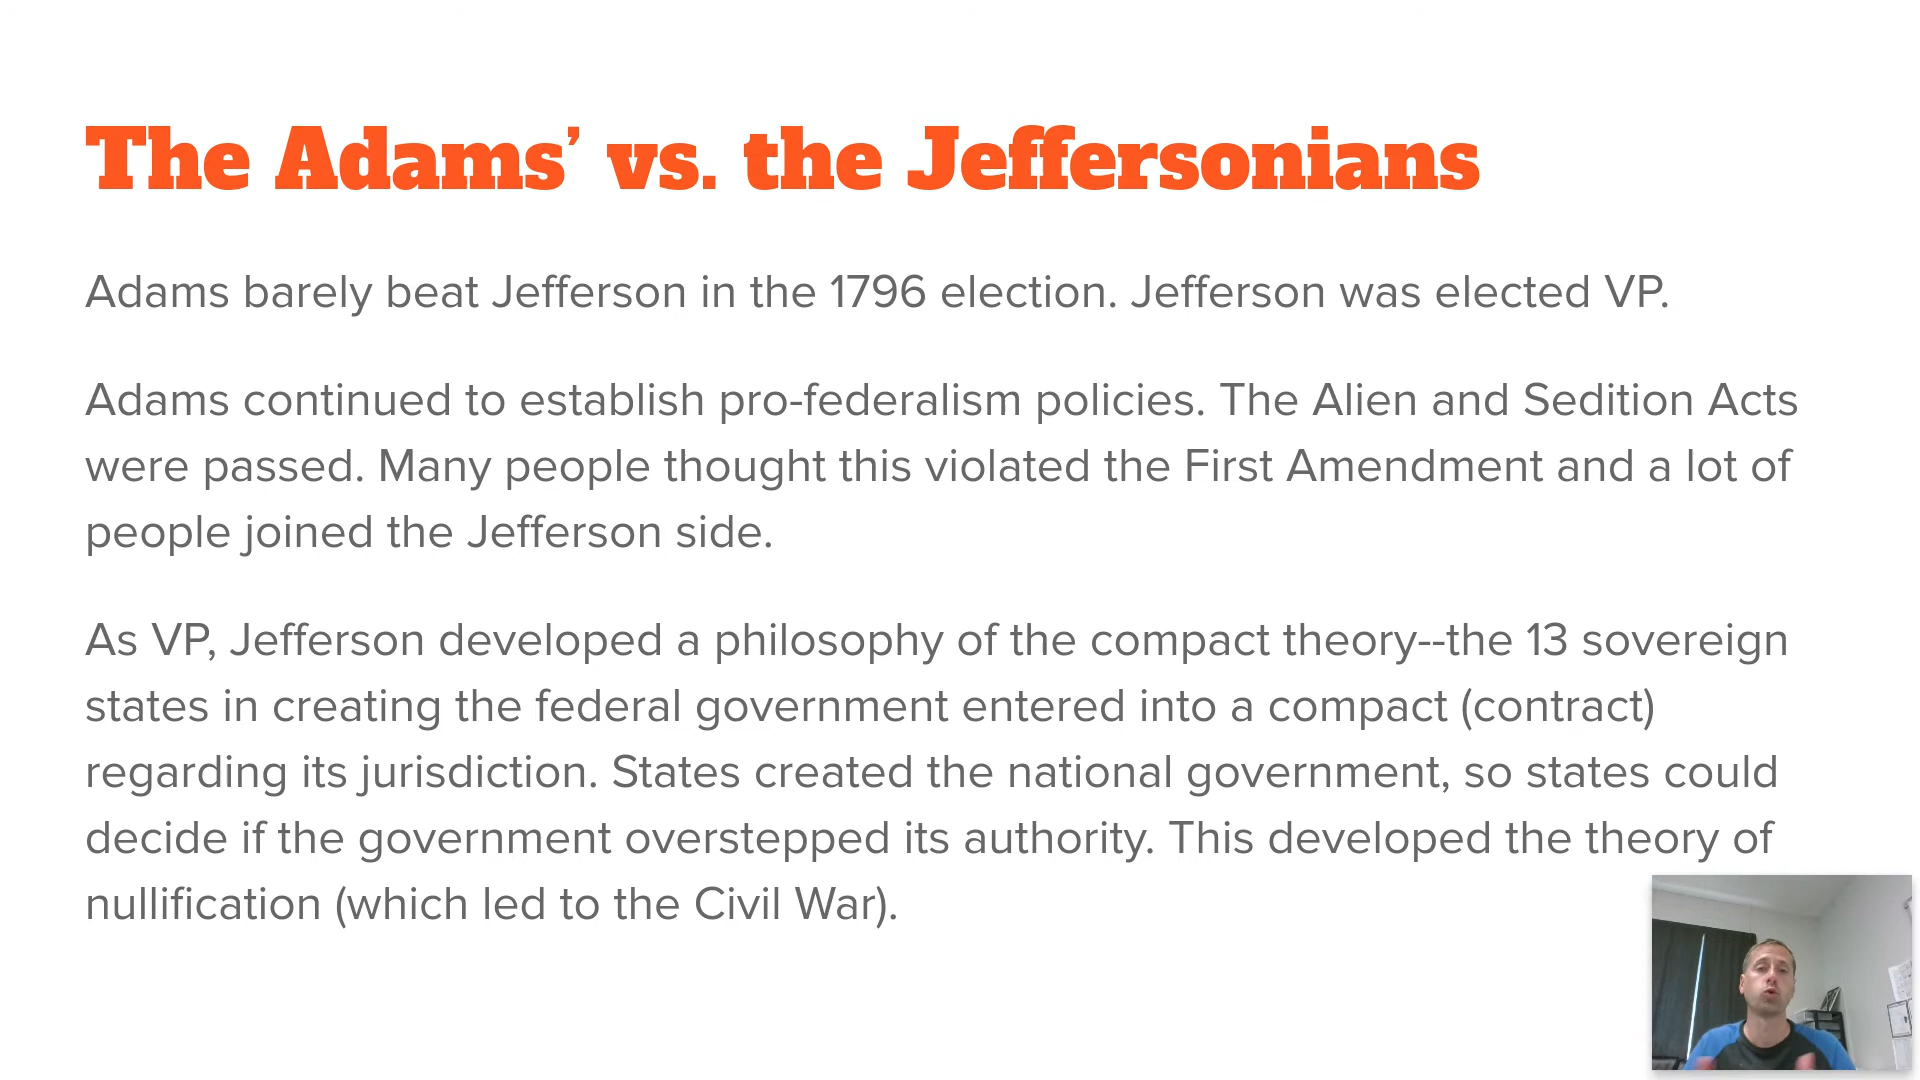 The Adams’ vs. the Jeffersonians
Adams barely beat Jefferson in the 1796 election. Jefferson was elected VP.
Adams continued to establish pro-federalism policies. The Alien and Sedition Acts
were passed. Many people thought this violated the First Amendment and a lot of
people joined the Jefferson side.
As VP, Jefferson developed a philosophy of the compact theory--the 13 sovereign
states in creating the federal government entered into a compact (contract)
regarding its jurisdiction. States created the national government, so states could
decide if the government overstepped its authority. This developed the theory of
nullification (which led to the Civil War).